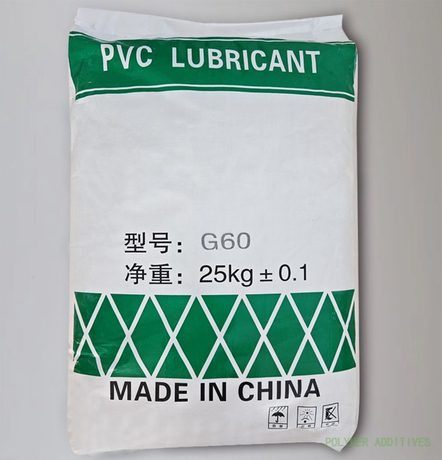 PVC LUBRICANT
型号: G60
净重: 25kg±0.1
MADE IN CHINA
POLYMER ADDITIVES